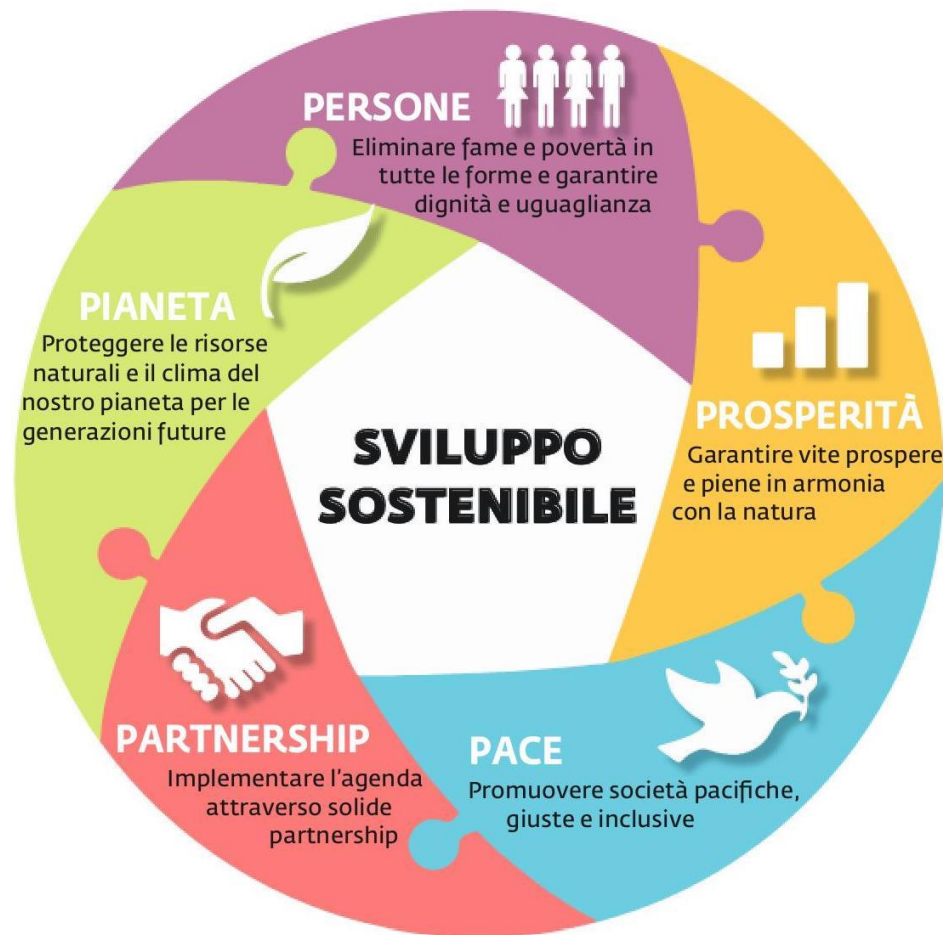 PERSONE
Eliminare fame e povertà in
tutte le forme e garantire
dignità e uguaglianza
PIANETA
Proteggere le risorse
naturali e il clima del
nostro pianeta per le
generazioni future
PROSPERITÀ
Garantire vite prospere
e piene in armonia
con la natura
SVILUPPO
SOSTENIBILE
PARTNERSHIP
Implementare l'agenda
attraverso solide
partnership
PACE
Promuovere società pacifiche,
giuste e inclusive